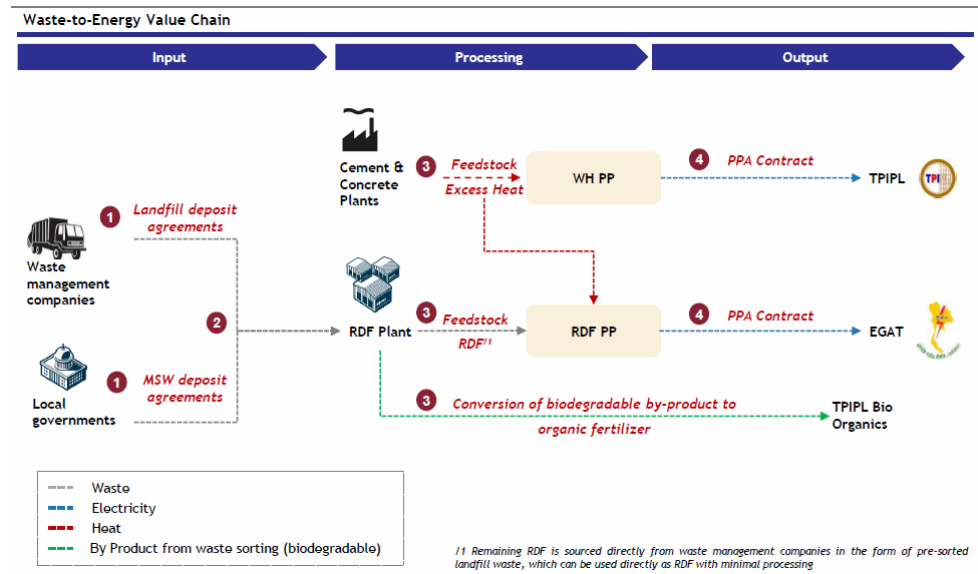 Waste-to-Energy Value Chain
Input
Processing
Output
Cement &
Concrete
Plants
3
Feedstock
Excess Heat
WH PP
4
PPA Contract
TPIPL
TPI
1
Landfill deposit
agreements
Waste
management
companies
2
RDF Plant
3
Feedstock
RDF/1
RDF PP
4
PPA Contract
EGAT
1
MSW deposit
agreements
Local
governments
3
Conversion of biodegradable by-product to
organic fertilizer
TPIPL Bio
Organics
Waste
Electricity
Heat
By Product from waste sorting (biodegradable)
/1 Remaining RDF is sourced directly from waste management companies in the form of pre-sorted
landfill waste, which can be used directly as RDF with minimal processing